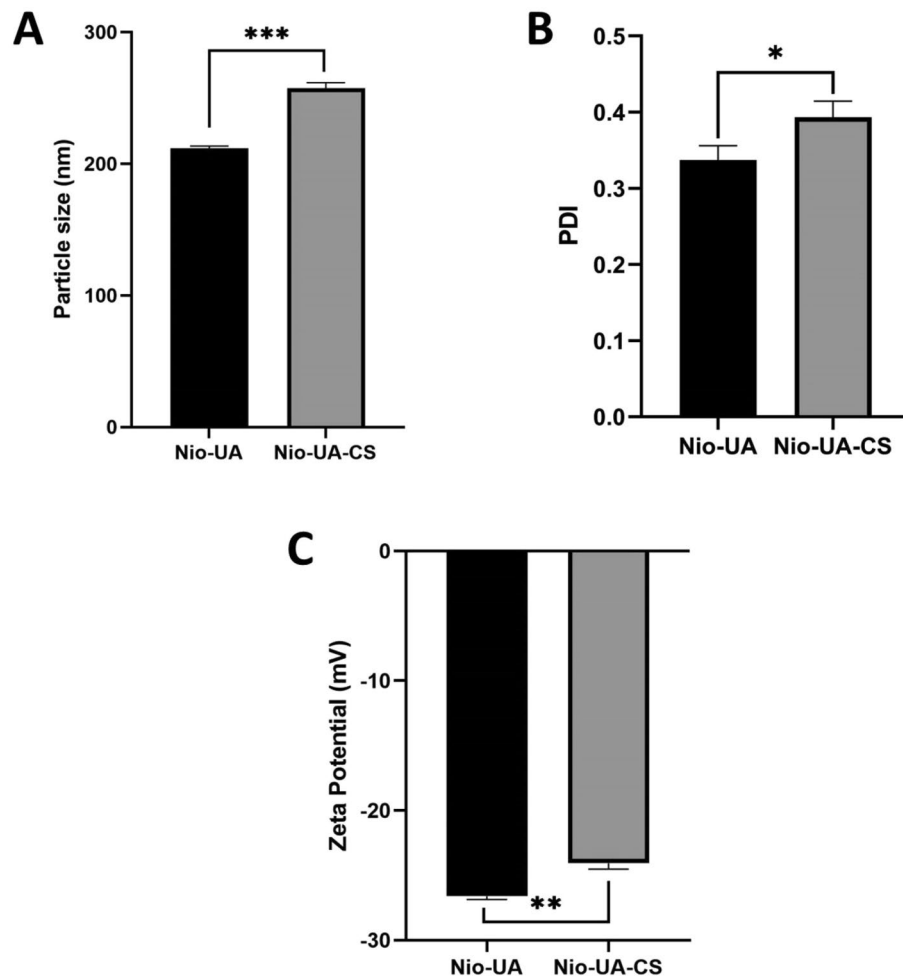 A
Particle size (nm)
300
200
100
0
***
Nio-UA Nio-UA-CS
B
PDI
0.5
0.4
0.3
0.2
0.1
0.0
*
Nio-UA Nio-UA-CS
C
Zeta Potential (mV)
0
-10
-20
-30
**
Nio-UA Nio-UA-CS